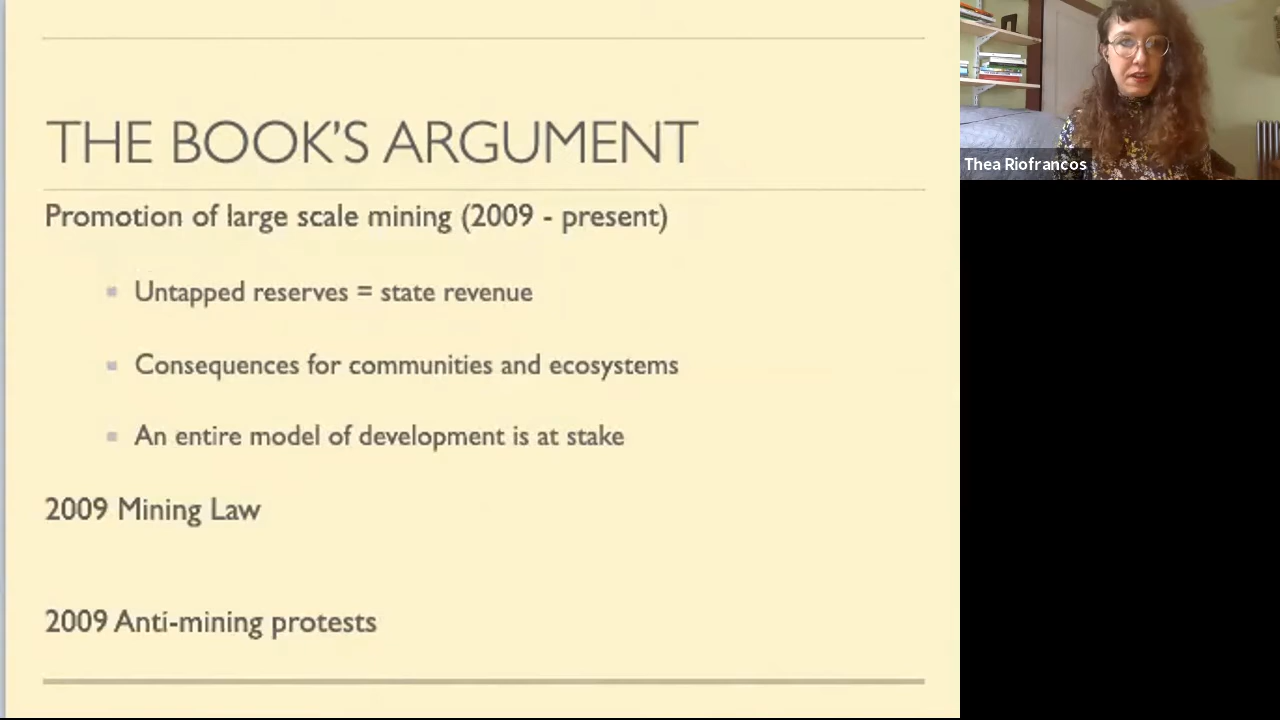 THE BOOK'S ARGUMENT
Promotion of large scale mining (2009 - present)
Untapped reserves = state revenue
Consequences for communities and ecosystems
An entire model of development is at stake
2009 Mining Law
2009 Anti-mining protests
Thea Riofrancos